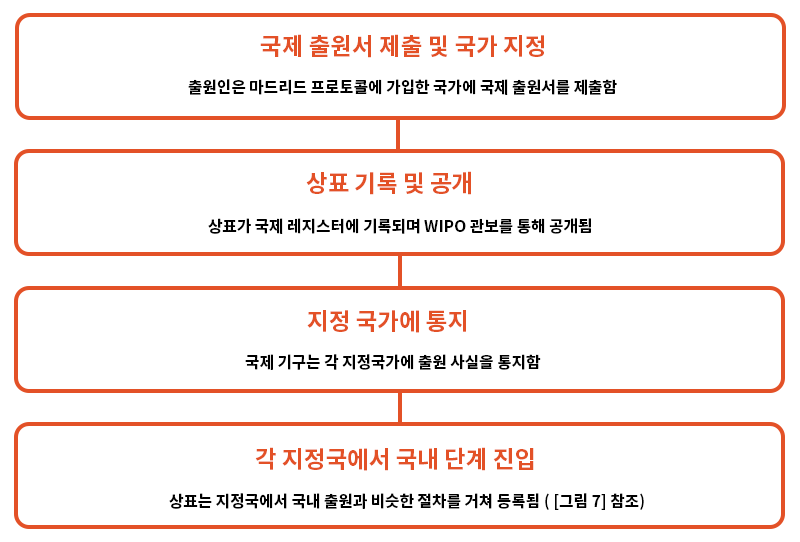 국제 출원서 제출 및 국가 지정
출원인은 마드리드 프로토콜에 가입한 국가에 국제 출원서를 제출함
상표 기록 및 공개
상표가 국제 레지스터에 기록되며 WIPO 관보를 통해 공개됨
지정 국가에 통지
국제 기구는 각 지정국가에 출원 사실을 통지함
각 지정국에서 국내 단계 진입
상표는 지정국에서 국내 출원과 비슷한 절차를 거쳐 등록됨 ( [그림 7] 참조)